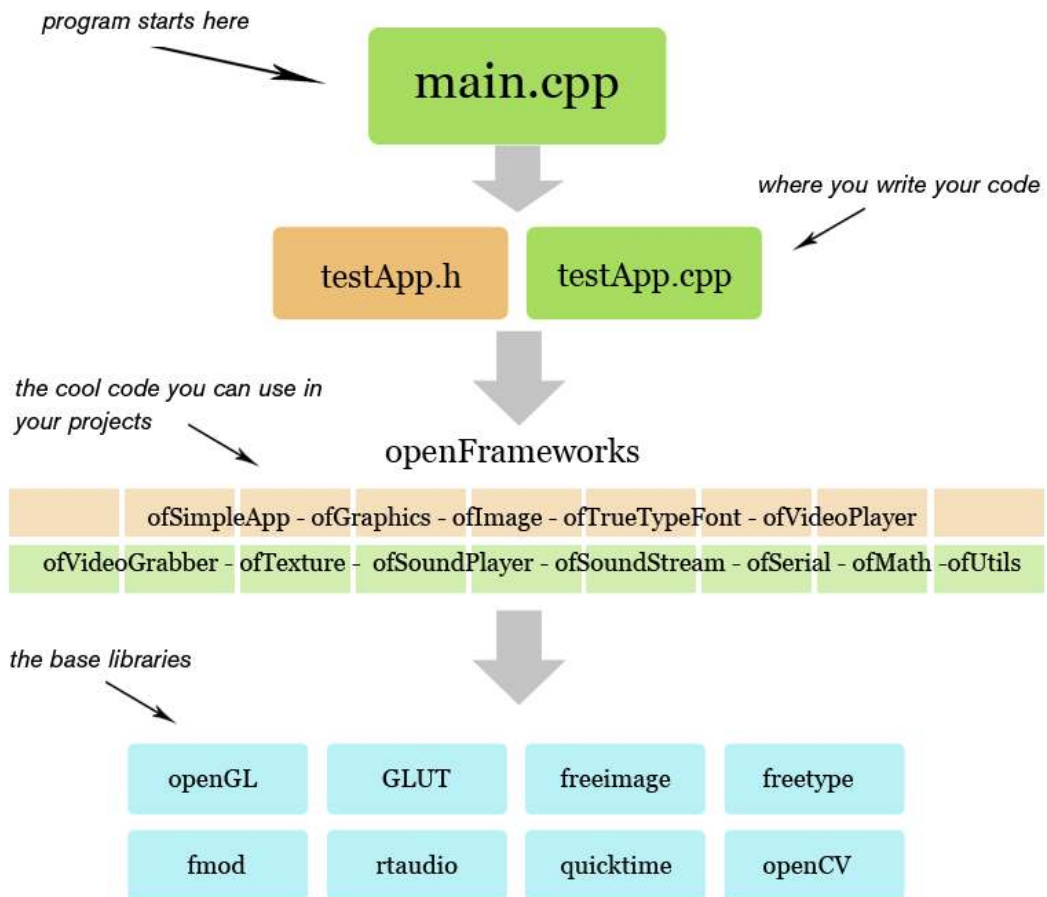 program starts here
main.cpp
where you write your code
testApp.h
testApp.cpp
the cool code you can use in
your projects
openFrameworks
ofSimpleApp - ofGraphics - ofImage - ofTrueTypeFont - ofVideoPlayer
ofVideoGrabber - ofTexture - ofSoundPlayer - ofSoundStream - ofSerial - ofMath -ofUtils
the base libraries
openGL
GLUT
freeimage
freetype
fmod
rtaudio
quicktime
openCV